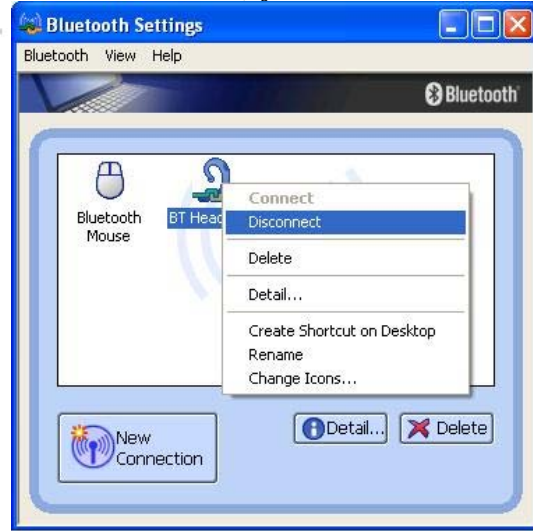 Bluetooth Settings
Bluetooth View Help
Bluetooth
Bluetooth
Mouse
BT Head
Connect
Disconnect
Delete
Detail...
Create Shortcut on Desktop
Rename
Change Icons...
New
Connection
Detail...
Delete